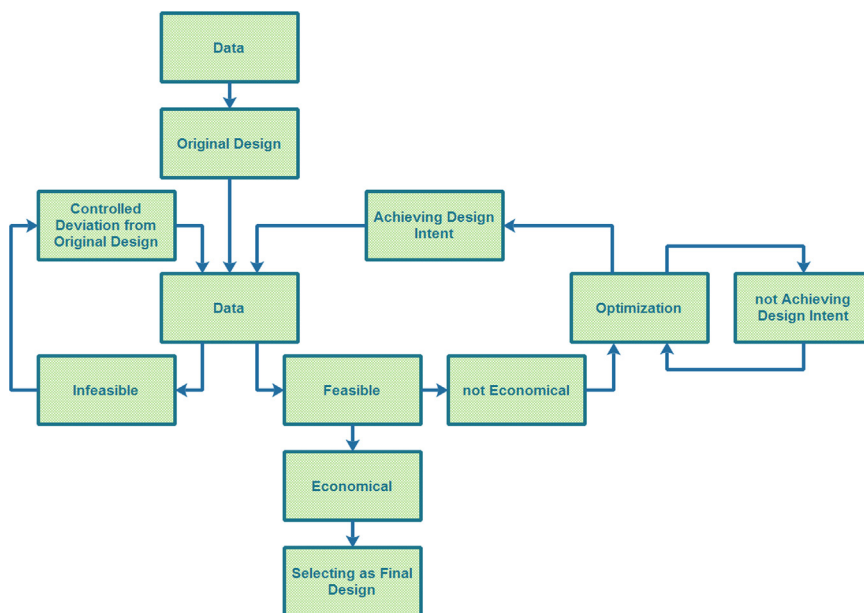 Data
Original Design
Controlled
Deviation from
Original Design
Achieving Design
Intent
Data
Optimization
not Achieving
Design Intent
Infeasible
Feasible
not Economical
Economical
Selecting as Final
Design